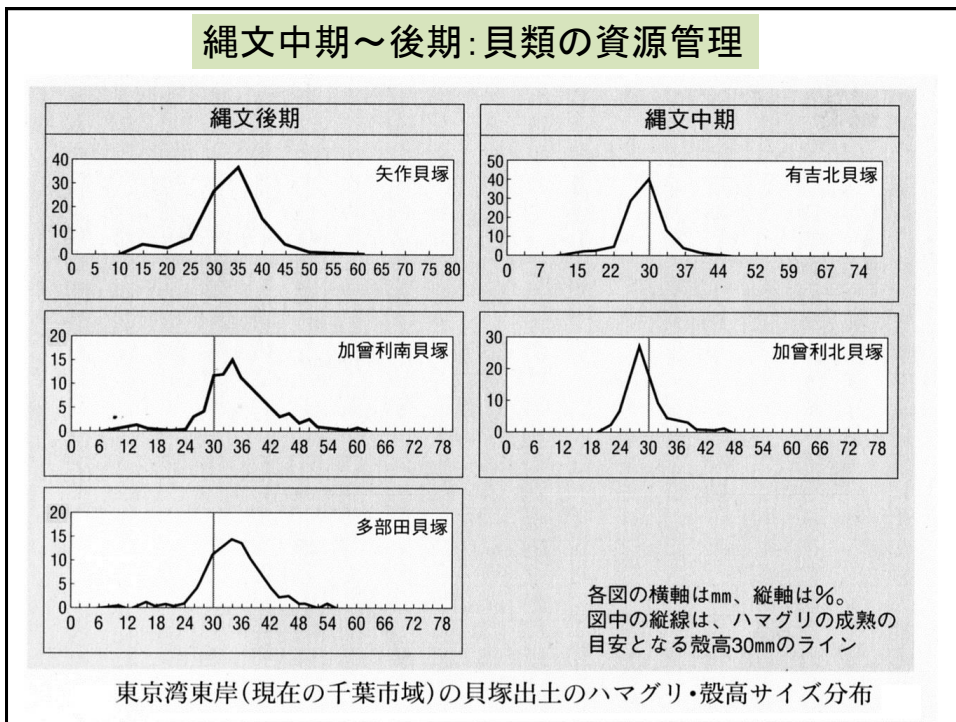 縄文中期～後期：貝類の資源管理
縄文後期
矢作貝塚
40
30
20
10
0
0 5 10 15 20 25 30 35 40 45 50 55 60 65 70 75 80
加曾利南貝塚
20
15
10
5
0
0 6 12 18 24 30 34 42 48 54 60 66 72 78
多部田貝塚
20
15
10
5
0
0 6 12 18 24 30 34 42 48 54 60 66 72 78
縄文中期
有吉北貝塚
50
40
30
20
10
0
0 7 15 22 30 37 44 52 59 67 74
加曾利北貝塚
30
20
10
0
0 6 12 18 24 30 34 42 48 54 60 66 72 78
各図の横軸は㎜、縦軸は％。
図中の縦線は、ハマグリの成熟の
目安となる殻高30㎜のライン
東京湾東岸(現在の千葉市域)の貝塚出土のハマグリ・殻高サイズ分布